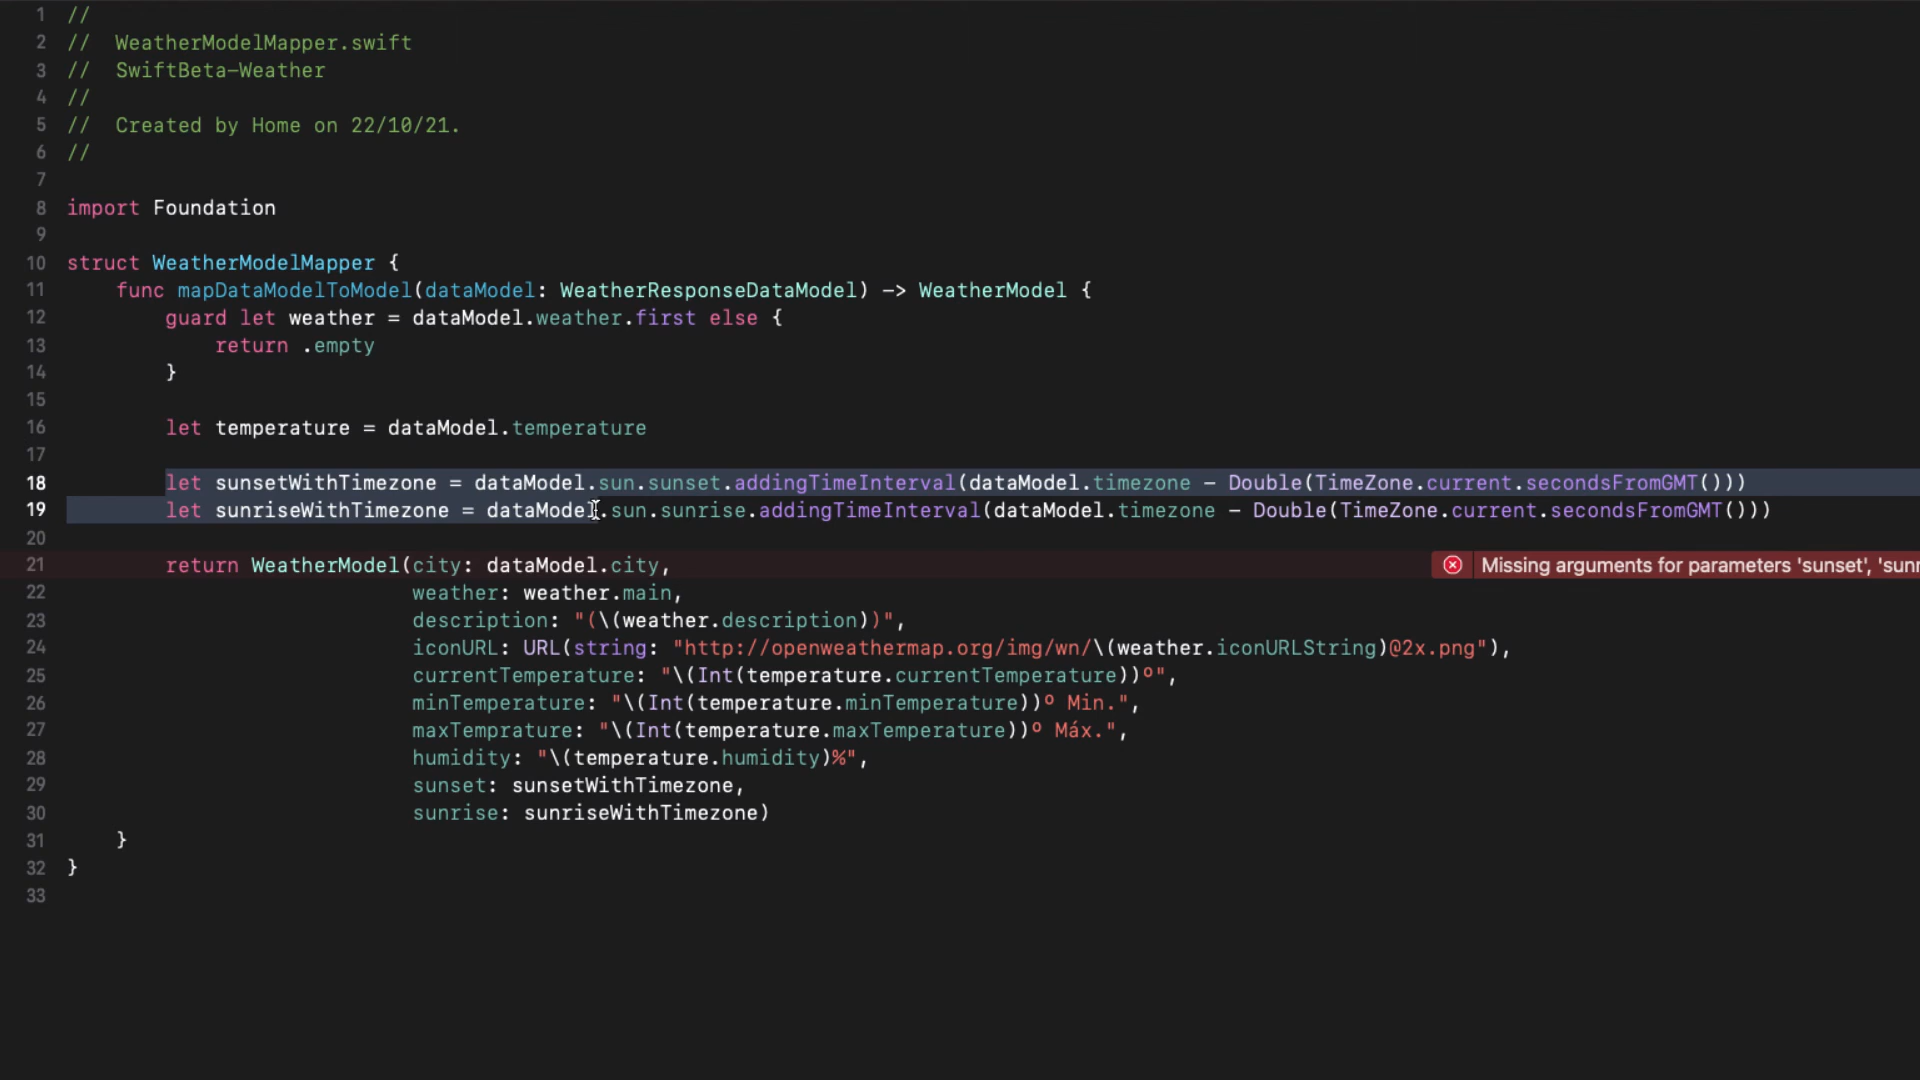 1 //
2 // WeatherModelMapper.swift
3 // SwiftBeta-Weather
4 //
5 // Created by Home on 22/10/21.
6 //
7
8 import Foundation
9
10 struct WeatherModelMapper {
11 func mapDataModelToModel(dataModel: WeatherResponseDataModel) -> WeatherModel {
12 guard let weather = dataModel.weather.first else {
13 return .empty
14 }
15
16 let temperature = dataModel.temperature
17
18 let sunsetWithTimezone = dataModel.sun.sunset.addingTimeInterval(dataModel.timezone - Double(TimeZone.current.secondsFromGMT()))
19 let sunriseWithTimezone = dataModel.sun.sunrise.addingTimeInterval(dataModel.timezone - Double(TimeZone.current.secondsFromGMT()))
20
21 return WeatherModel(city: dataModel.city, Missing arguments for parameters 'sunset', 'sunr
22 weather: weather.main,
23 description: "(\(weather.description))",
24 iconURL: URL(string: "http://openweathermap.org/img/wn/\(weather.iconURLString)@2x.png"),
25 currentTemperature: "\(Int(temperature.currentTemperature))º",
26 minTemperature: "\(Int(temperature.minTemperature))º Min.",
27 maxTemprature: "\(Int(temperature.maxTemperature))º Máx.",
28 humidity: "\(temperature.humidity)%",
29 sunset: sunsetWithTimezone,
30 sunrise: sunriseWithTimezone)
31 }
32 }
33